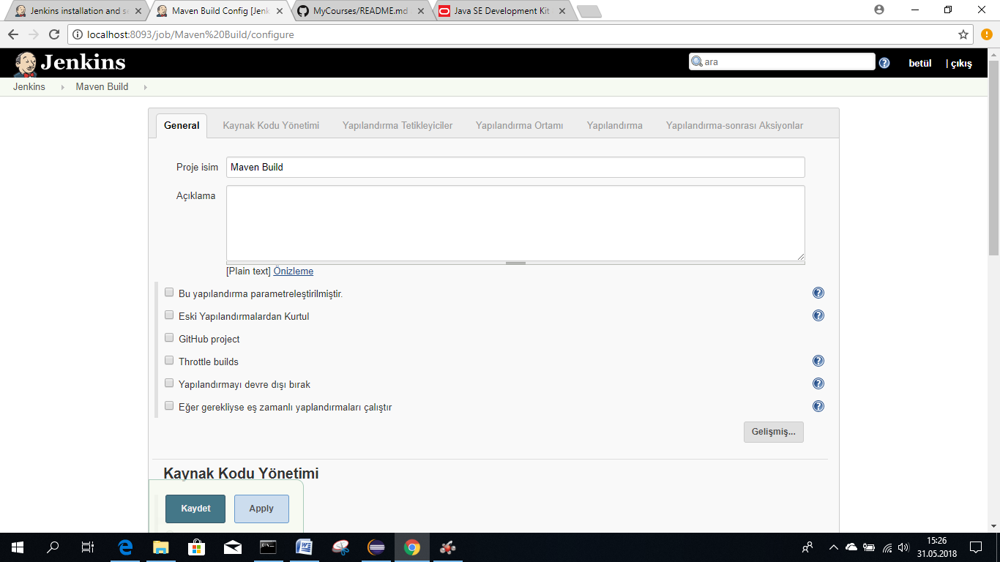 Jenkins installation and se
Maven Build Config [Jenk
MyCourses/README.md
Java SE Development Kit
localhost:8093/job/Maven%20Build/configure
Jenkins
ara
betül
| çıkış
Jenkins
Maven Build
General
Kaynak Kodu Yönetimi
Yapılandırma Tetikleyiciler
Yapılandırma Ortamı
Yapılandırma
Yapılandırma-sonrası Aksiyonlar
Proje isim
Maven Build
Açıklama
[Plain text] Önizleme
Bu yapılandırma parametreleştirilmiştir.
Eski Yapılandırmalardan Kurtul
GitHub project
Throttle builds
Yapılandırmayı devre dışı bırak
Eğer gerekliyse eş zamanlı yaplandırmaları çalıştır
Gelişmiş...
Kaynak Kodu Yönetimi
Kaydet
Apply
15:26
31.05.2018